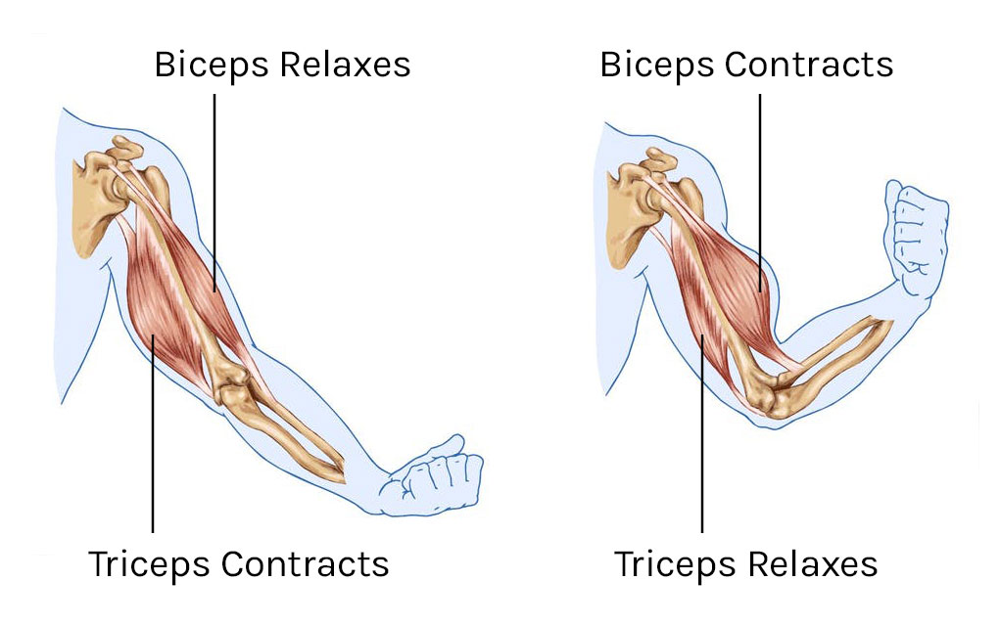 Biceps Relaxes
Biceps Contracts
Triceps Contracts
Triceps Relaxes